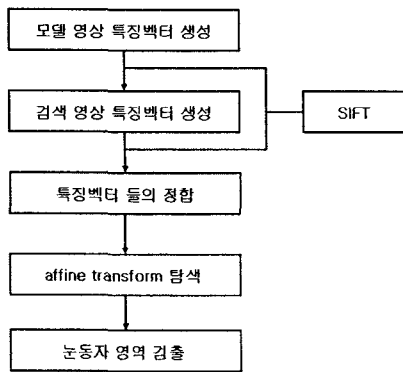 모델 영상 특징벡터 생성
검색 영상 특징벡터 생성
SIFT
특징벡터 들의 정합
affine transform 탐색
눈동자 영역 검출